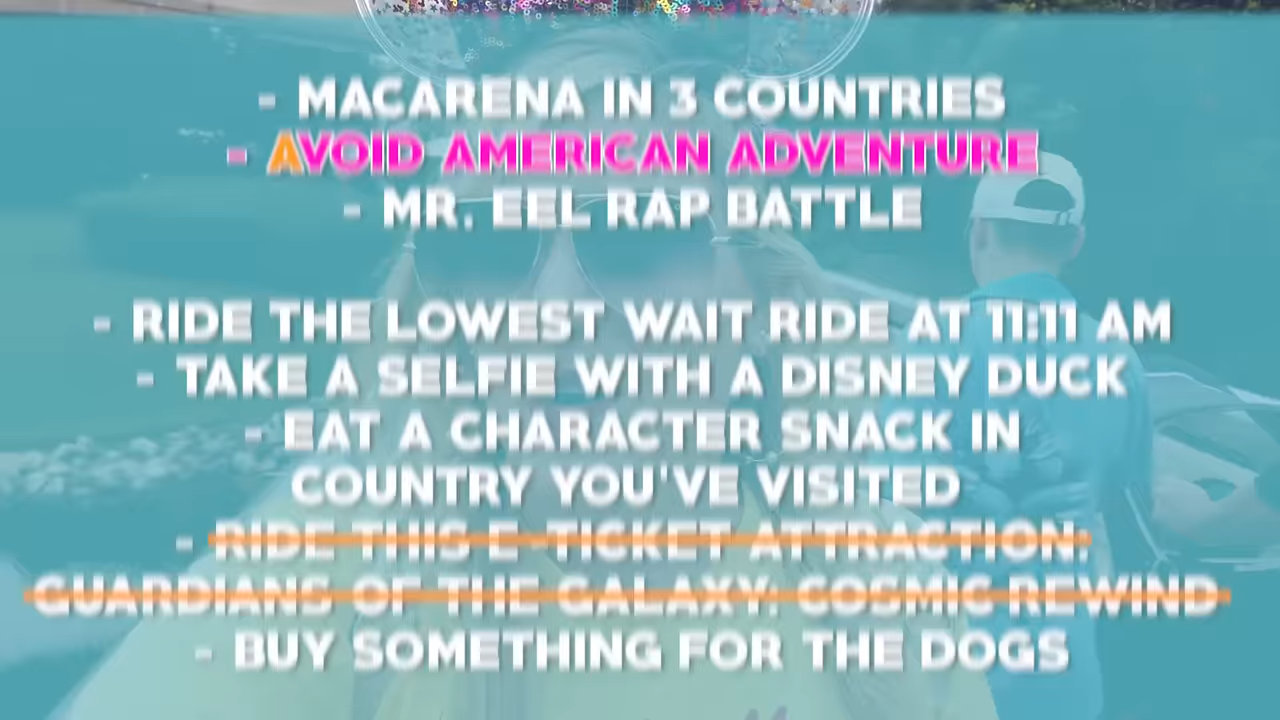 - MACARENA IN 3 COUNTRIES
- AVOID AMERICAN ADVENTURE
- MR. EEL RAP BATTLE
- RIDE THE LOWEST WAIT RIDE AT 11:11 AM
- TAKE A SELFIE WITH A DISNEY DUCK
- EAT A CHARACTER SNACK IN
COUNTRY YOU'VE VISITED
- RIDE THIS E-TICKET ATTRACTION:
GUARDIANS OF THE GALAXY: COSMIC REWIND
- BUY SOMETHING FOR THE DOGS